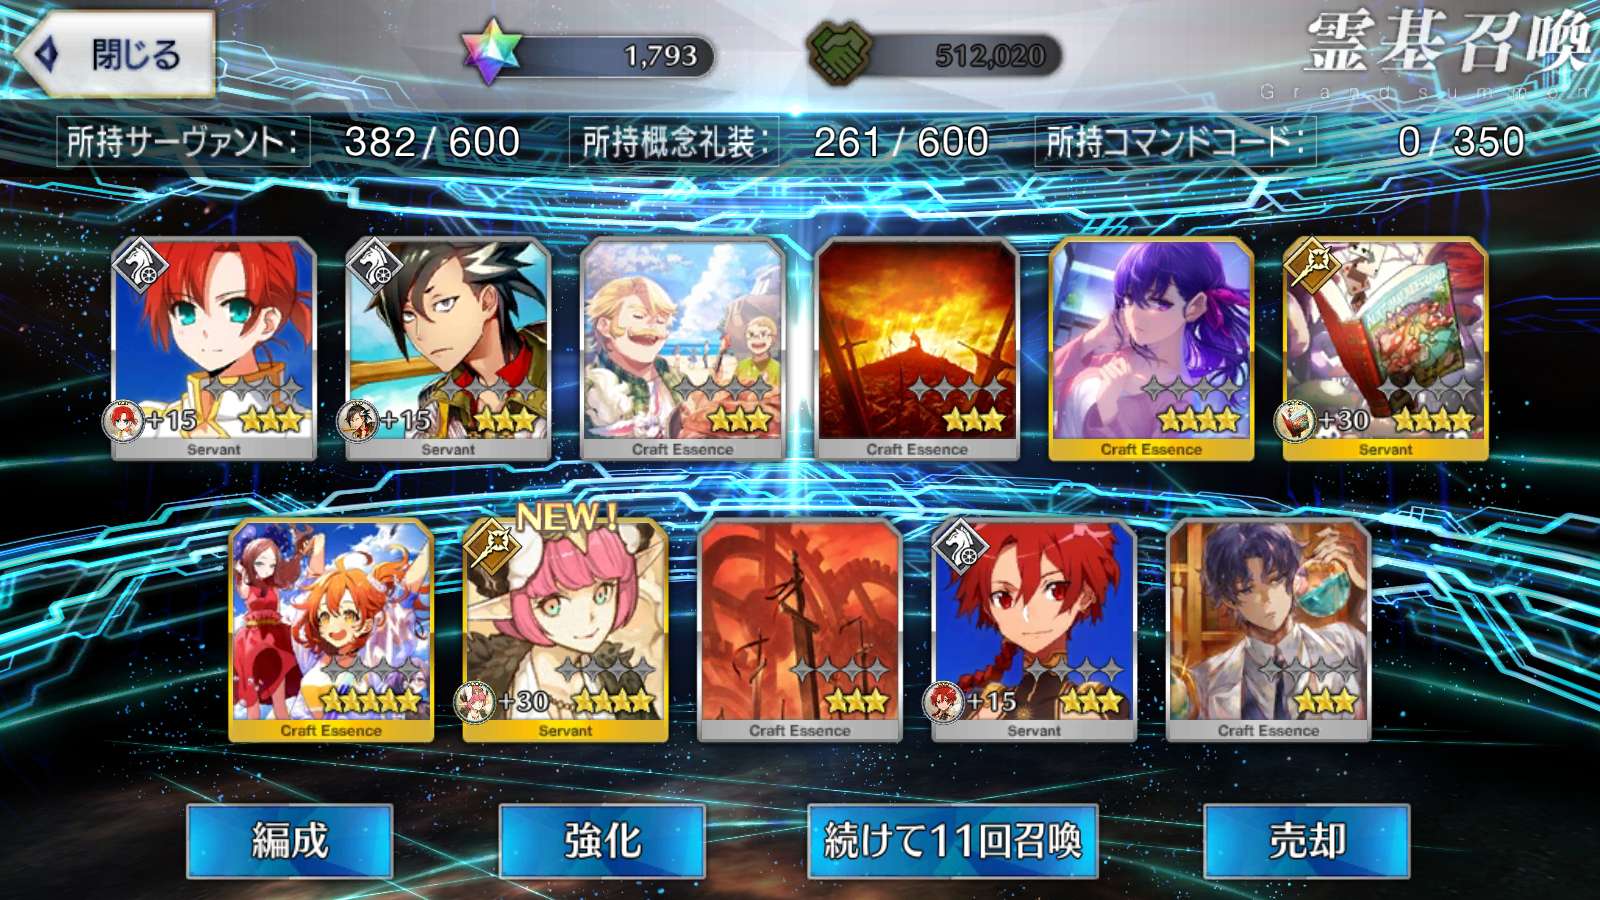 閉じる
1,793
512,020
霊基召喚
Grand summon
所持サーヴァント: 382/600
所持概念礼装: 261/600
所持コマンドコード: 0/350
+15
Servant
+15
Servant
Craft Essence
Craft Essence
Craft Essence
+30
Servant
Craft Essence
NEW!
+30
Servant
Craft Essence
+15
Servant
Craft Essence
編成
強化
続けて11回召喚
売却